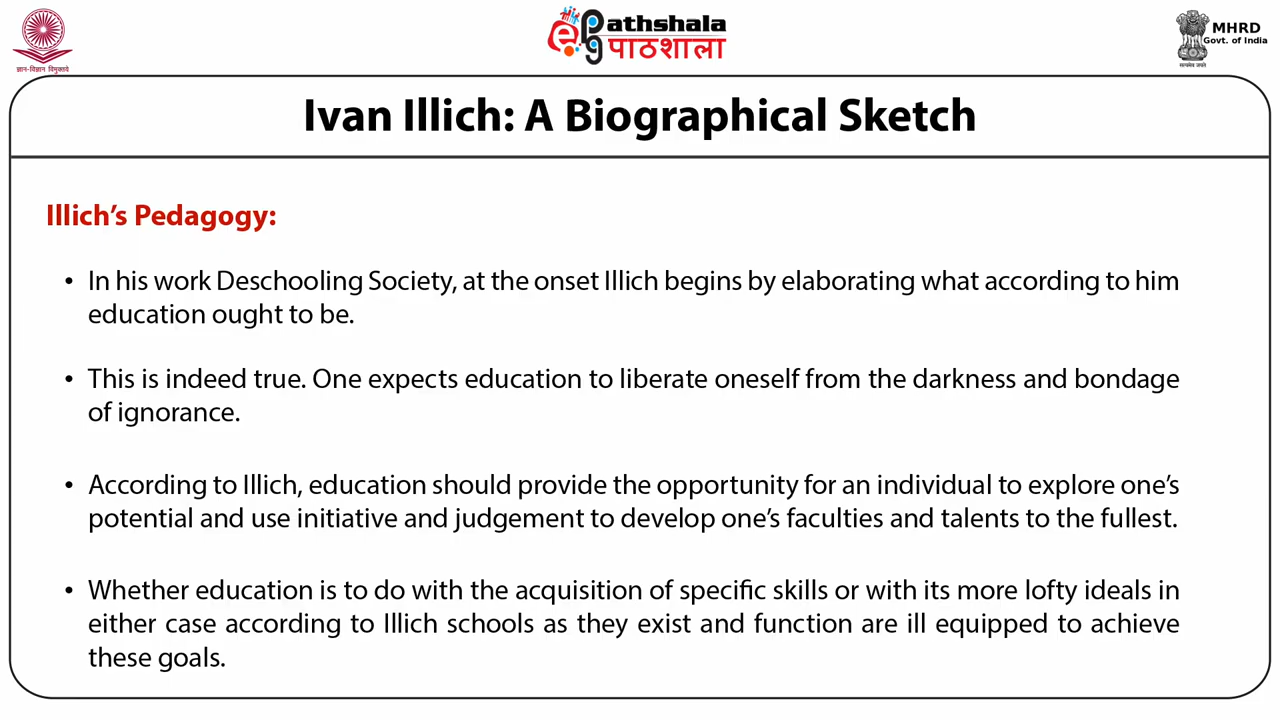 ePGpathshala
पाठशाला
MHRD
Govt. of India
ज्ञान-विज्ञान विमुक्तये
सत्यमेव जयते
Ivan Illich: A Biographical Sketch
Illich’s Pedagogy:
• In his work Deschooling Society, at the onset Illich begins by elaborating what according to him
education ought to be.
• This is indeed true. One expects education to liberate oneself from the darkness and bondage
of ignorance.
• According to Illich, education should provide the opportunity for an individual to explore one’s
potential and use initiative and judgement to develop one’s faculties and talents to the fullest.
• Whether education is to do with the acquisition of specific skills or with its more lofty ideals in
either case according to Illich schools as they exist and function are ill equipped to achieve
these goals.